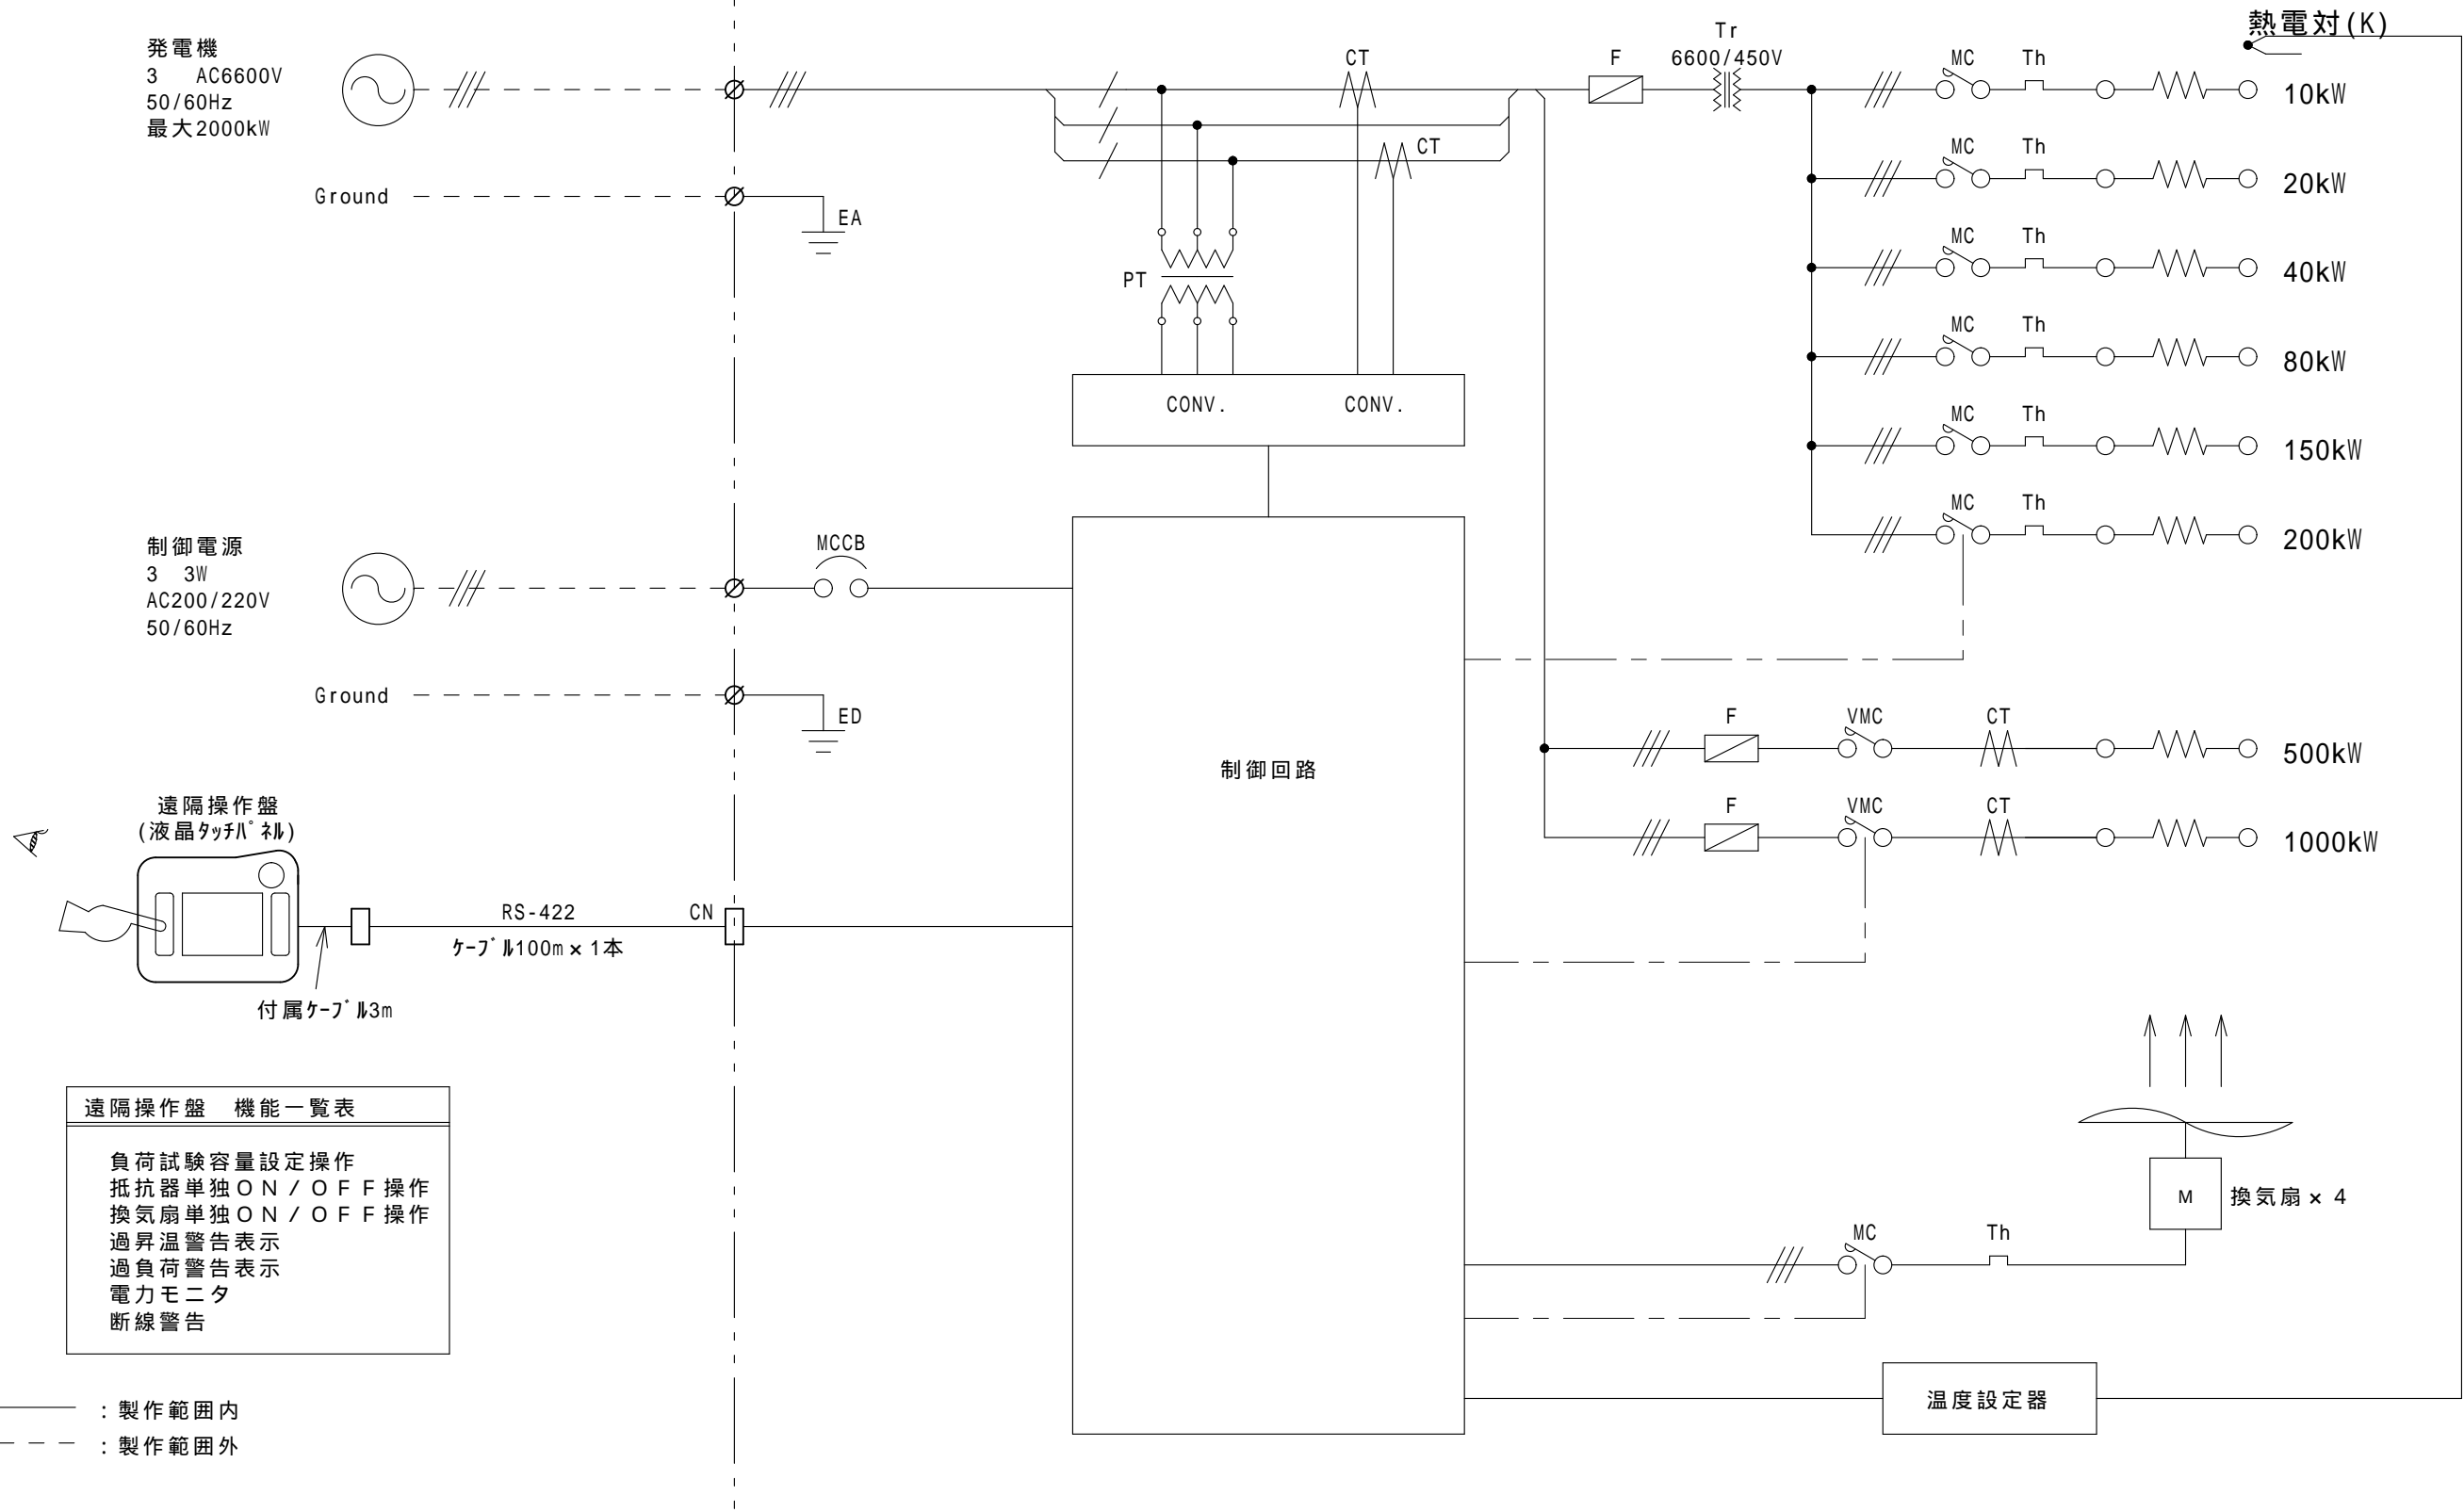 発電機
3　AC6600V
50/60Hz
最大2000kW
Ground
EA
CT
CT
PT
CONV.
CONV.
F
Tr
6600/450V
熱電対(K)
MC
Th
10kW
MC
Th
20kW
MC
Th
40kW
MC
Th
80kW
MC
Th
150kW
MC
Th
200kW
制御電源
3　3W
AC200/220V
50/60Hz
MCCB
Ground
ED
制御回路
F
VMC
CT
500kW
F
VMC
CT
1000kW
遠隔操作盤
(液晶ﾀｯﾁﾊﾟﾈﾙ)
RS-422
CN
ｹｰﾌﾞﾙ100m×1本
付属ｹｰﾌﾞﾙ3m
遠隔操作盤　機能一覧表
負荷試験容量設定操作
抵抗器単独ＯＮ／ＯＦＦ操作
換気扇単独ＯＮ／ＯＦＦ操作
過昇温警告表示
過負荷警告表示
電力モニタ
断線警告
M
換気扇×4
MC
Th
温度設定器
：製作範囲内
：製作範囲外